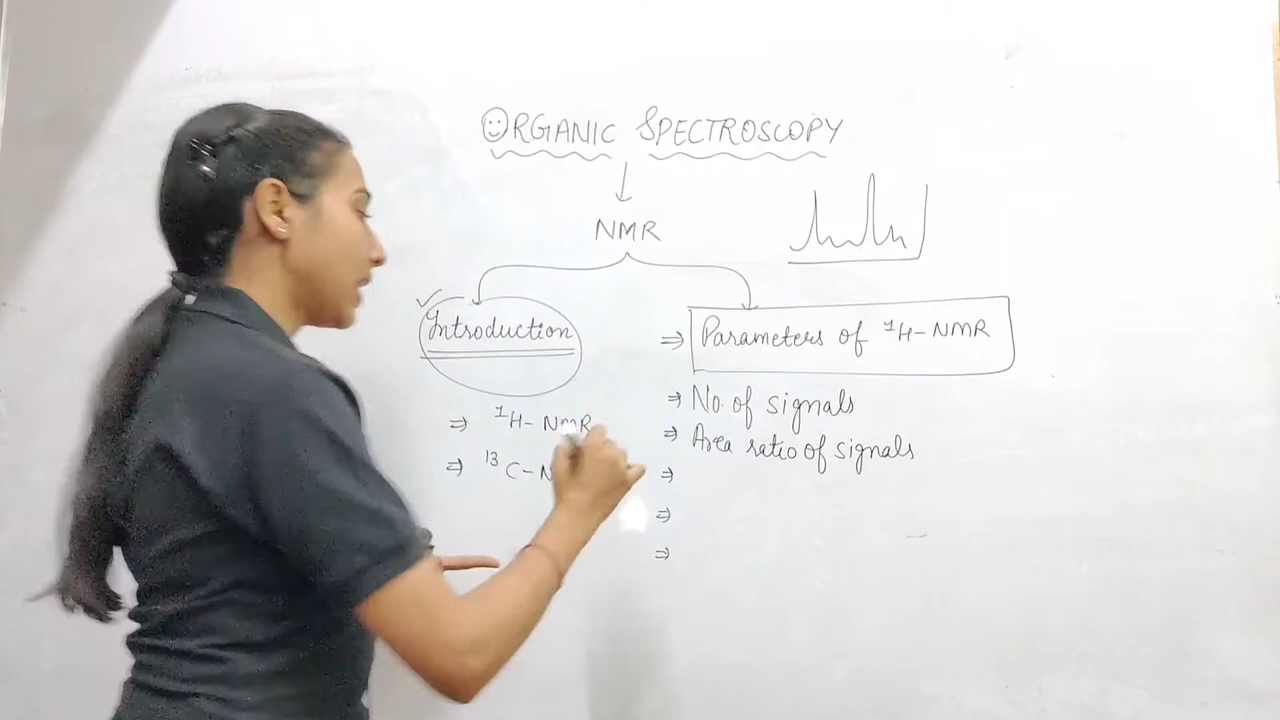 ORGANIC SPECTROSCOPY
NMR
Introduction
⇒ ¹H-NMR
⇒ ¹³C-N
⇒ Parameters of ¹H-NMR
⇒ No. of signals
⇒ Area ratio of signals
⇒
⇒
⇒